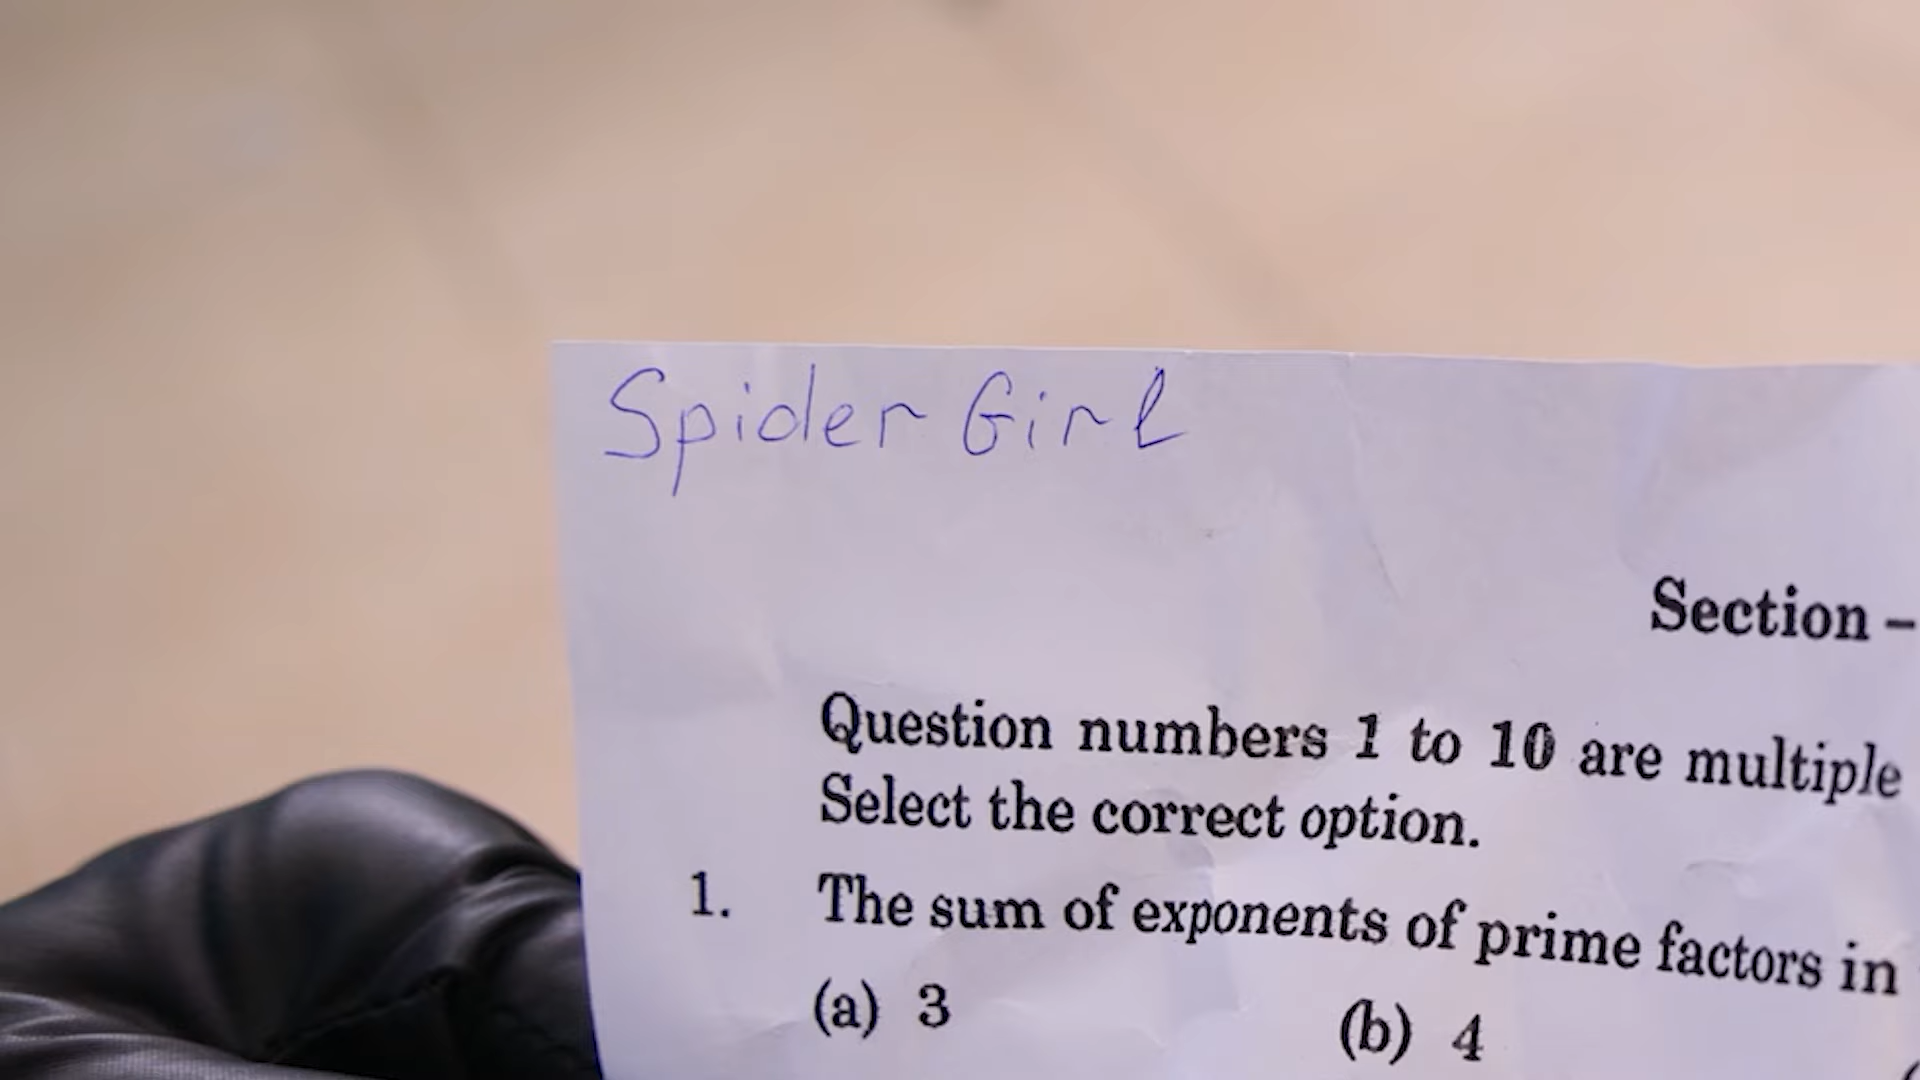 Spider Girl
Section –
Question numbers 1 to 10 are multiple
Select the correct option.
1. The sum of exponents of prime factors in
(a) 3 (b) 4